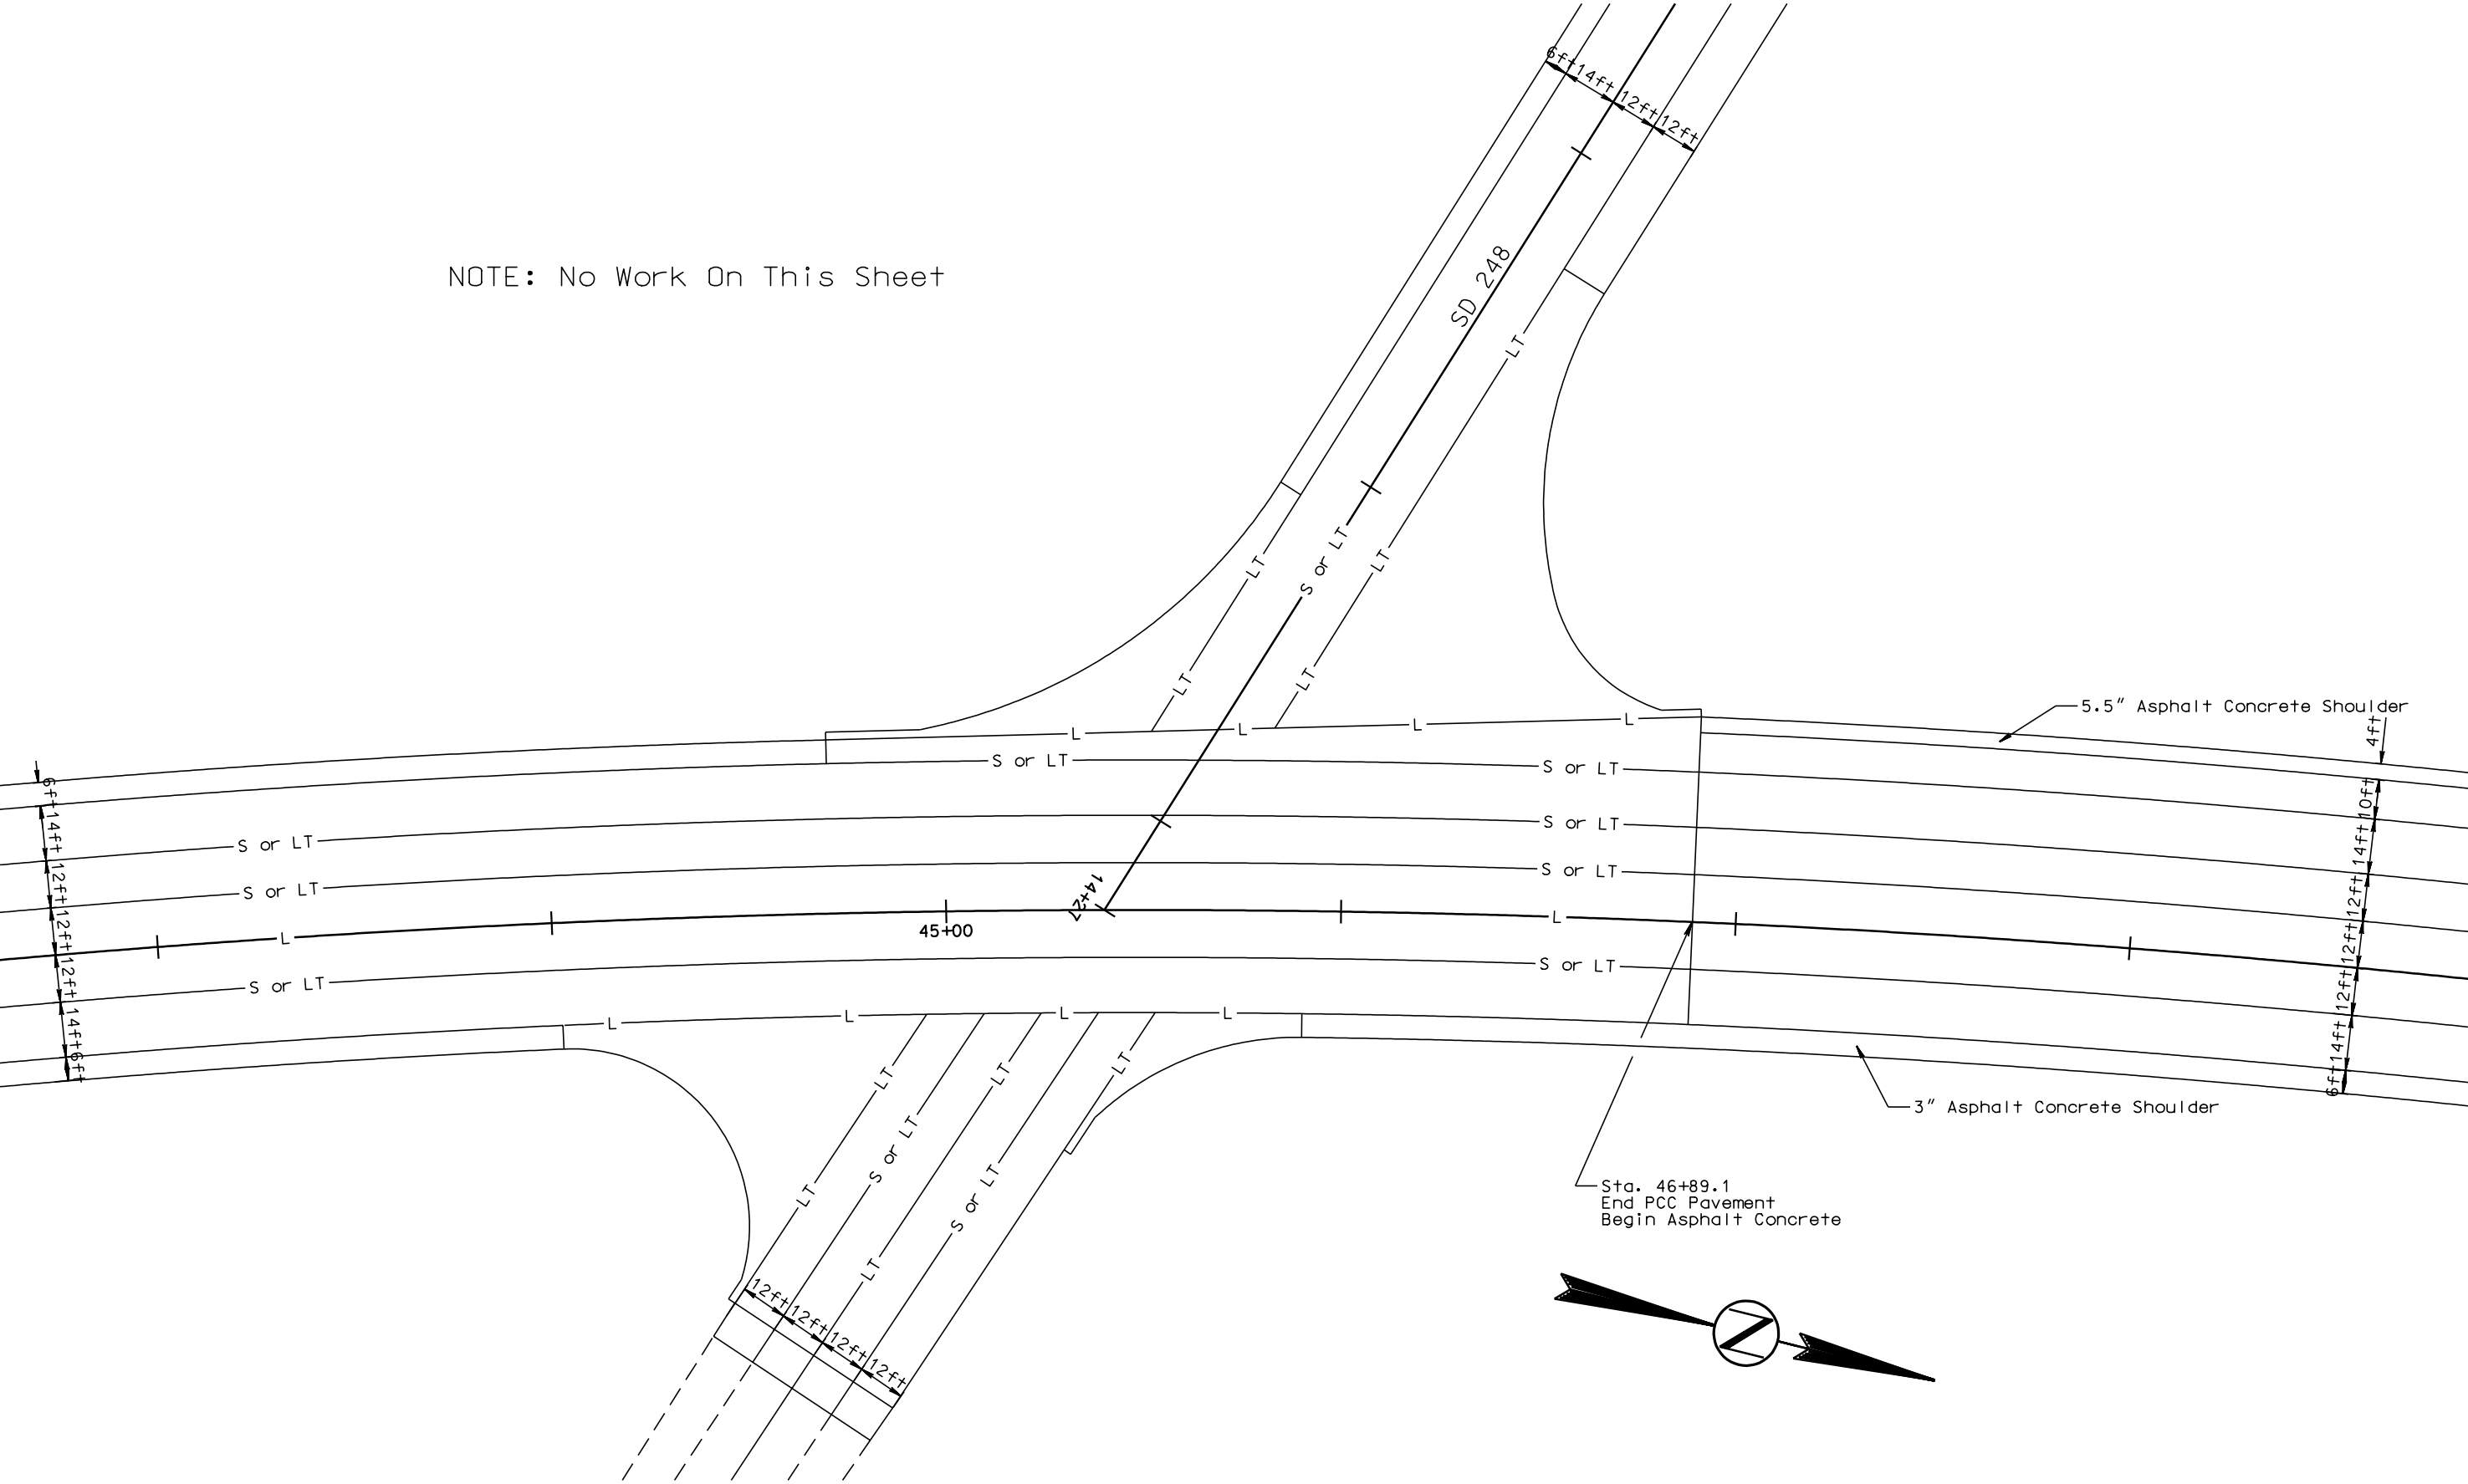 6ft 14ft 12ft 12ft
NOTE: No Work On This Sheet
SD 248
LT
S or LT
LT
LT
LT
LT
5.5" Asphalt Concrete Shoulder
4ft
L
L
L
L
S or LT
S or LT
6ft 14ft 12ft 12ft 12ft 14ft 6ft
10ft 14ft 12ft 12ft 12ft 14ft 6ft
S or LT
S or LT
S or LT
S or LT
14+27
L
L
45+00
S or LT
S or LT
L
L
L
L
LT
LT
LT
3" Asphalt Concrete Shoulder
S or LT
LT
S or LT
LT
Sta. 46+89.1
End PCC Pavement
Begin Asphalt Concrete
12ft 12ft 12ft 12ft
N